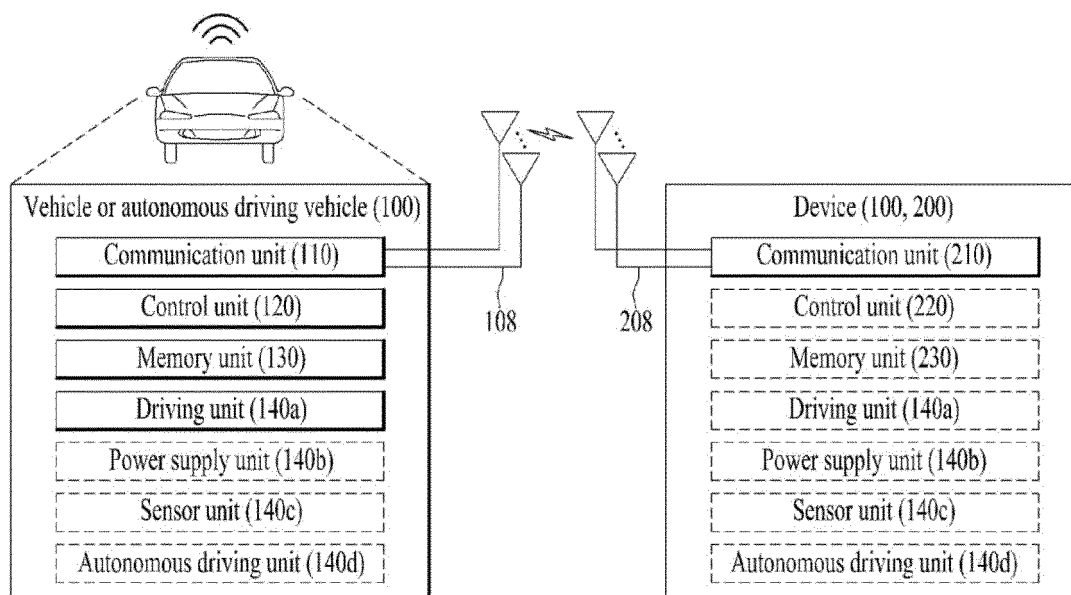 Vehicle or autonomous driving vehicle (100)
Communication unit (110)
Control unit (120)
Memory unit (130)
Driving unit (140a)
Power supply unit (140b)
Sensor unit (140c)
Autonomous driving unit (140d)
108
208
Device (100, 200)
Communication unit (210)
Control unit (220)
Memory unit (230)
Driving unit (140a)
Power supply unit (140b)
Sensor unit (140c)
Autonomous driving unit (140d)